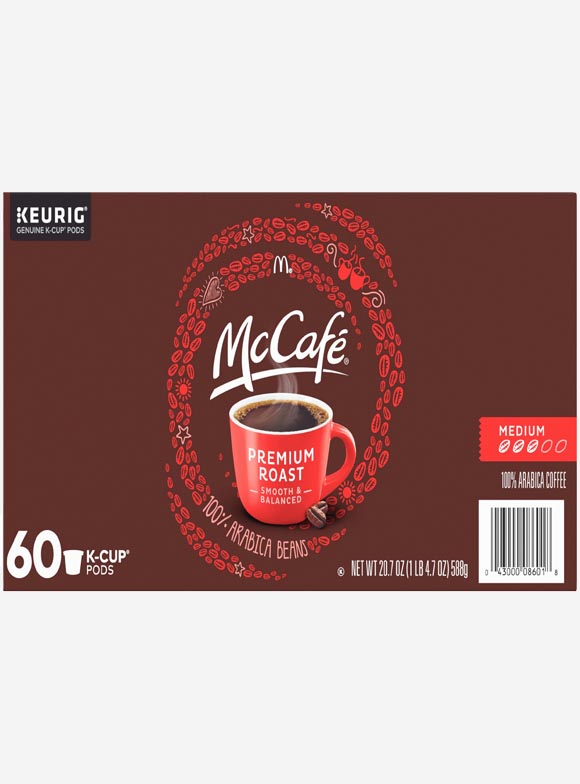 KEURIG®
GENUINE K-CUP® PODS
M®
McCafé®
PREMIUM
ROAST
SMOOTH &
BALANCED
100% ARABICA BEANS
MEDIUM
100% ARABICA COFFEE
60 K-CUP®
PODS
NET WT 20.7 OZ (1 LB 4.7 OZ) 588g
0 43000 08601 8